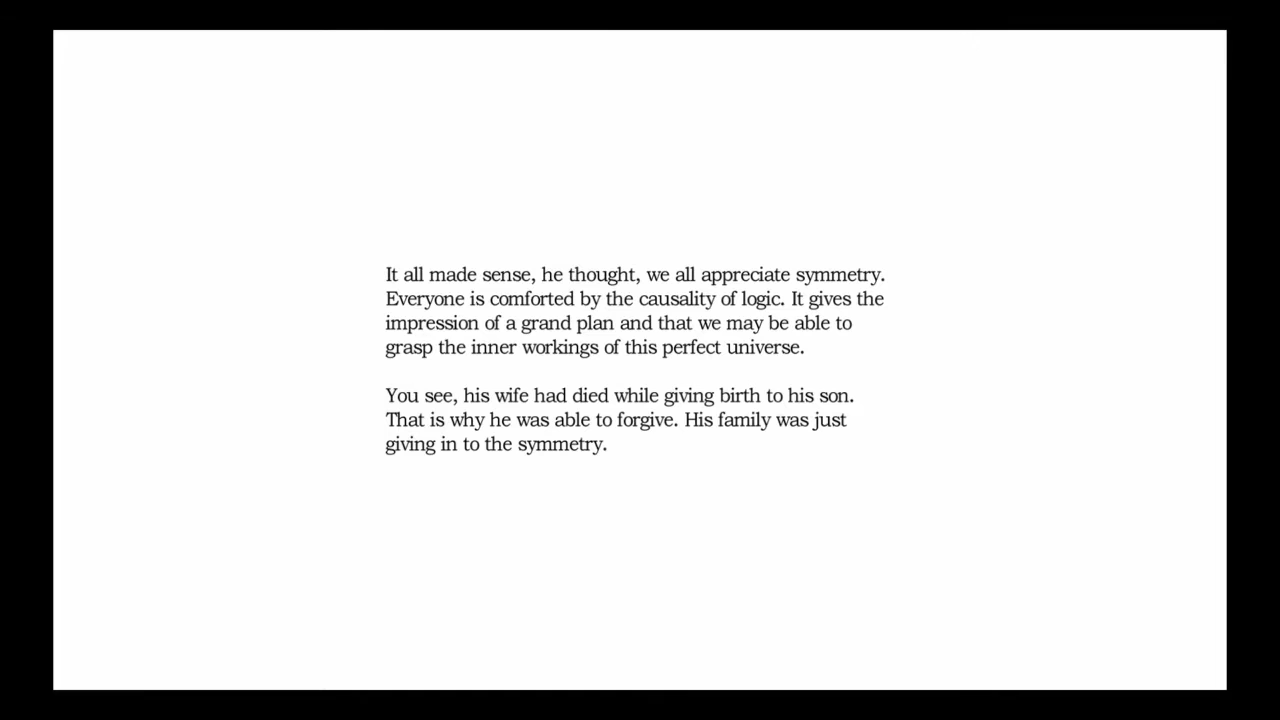 It all made sense, he thought, we all appreciate symmetry.
Everyone is comforted by the causality of logic. It gives the
impression of a grand plan and that we may be able to
grasp the inner workings of this perfect universe.
You see, his wife had died while giving birth to his son.
That is why he was able to forgive. His family was just
giving in to the symmetry.